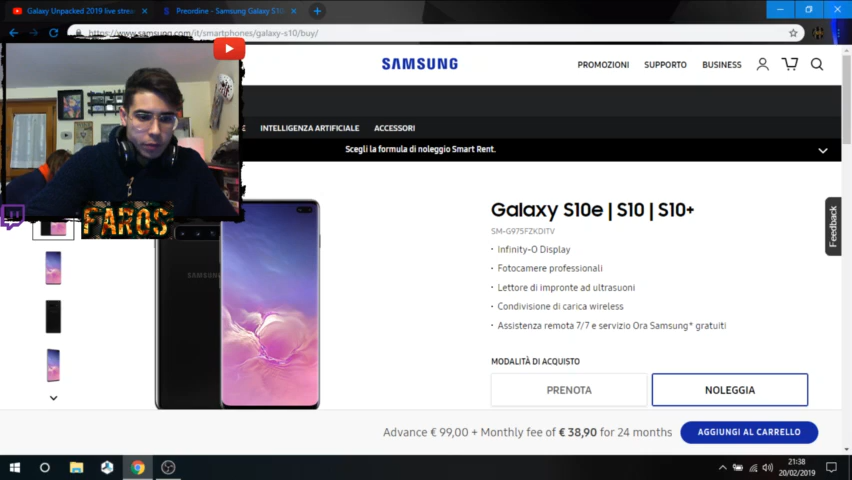 Galaxy Unpacked 2019 live strea
Preordine - Samsung Galaxy S10
https://www.samsung.com/it/smartphones/galaxy-s10/buy/
SAMSUNG
PROMOZIONI
SUPPORTO
BUSINESS
INTELLIGENZA ARTIFICIALE
ACCESSORI
Scegli la formula di noleggio Smart Rent.
FAROS
SAMSUNG
Galaxy S10e | S10 | S10+
SM-G975FZKDITV
· Infinity-O Display
· Fotocamere professionali
· Lettore di impronte ad ultrasuoni
· Condivisione di carica wireless
· Assistenza remota 7/7 e servizio Ora Samsung* gratuiti
Feedback
MODALITÀ DI ACQUISTO
PRENOTA
NOLEGGIA
Advance € 99,00 + Monthly fee of € 38,90 for 24 months
AGGIUNGI AL CARRELLO
21:38
20/02/2019